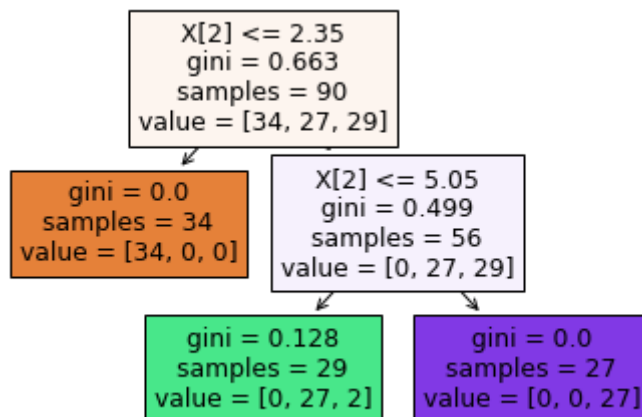 X[2] <= 2.35
gini = 0.663
samples = 90
value = [34, 27, 29]
gini = 0.0
samples = 34
value = [34, 0, 0]
X[2] <= 5.05
gini = 0.499
samples = 56
value = [0, 27, 29]
gini = 0.128
samples = 29
value = [0, 27, 2]
gini = 0.0
samples = 27
value = [0, 0, 27]